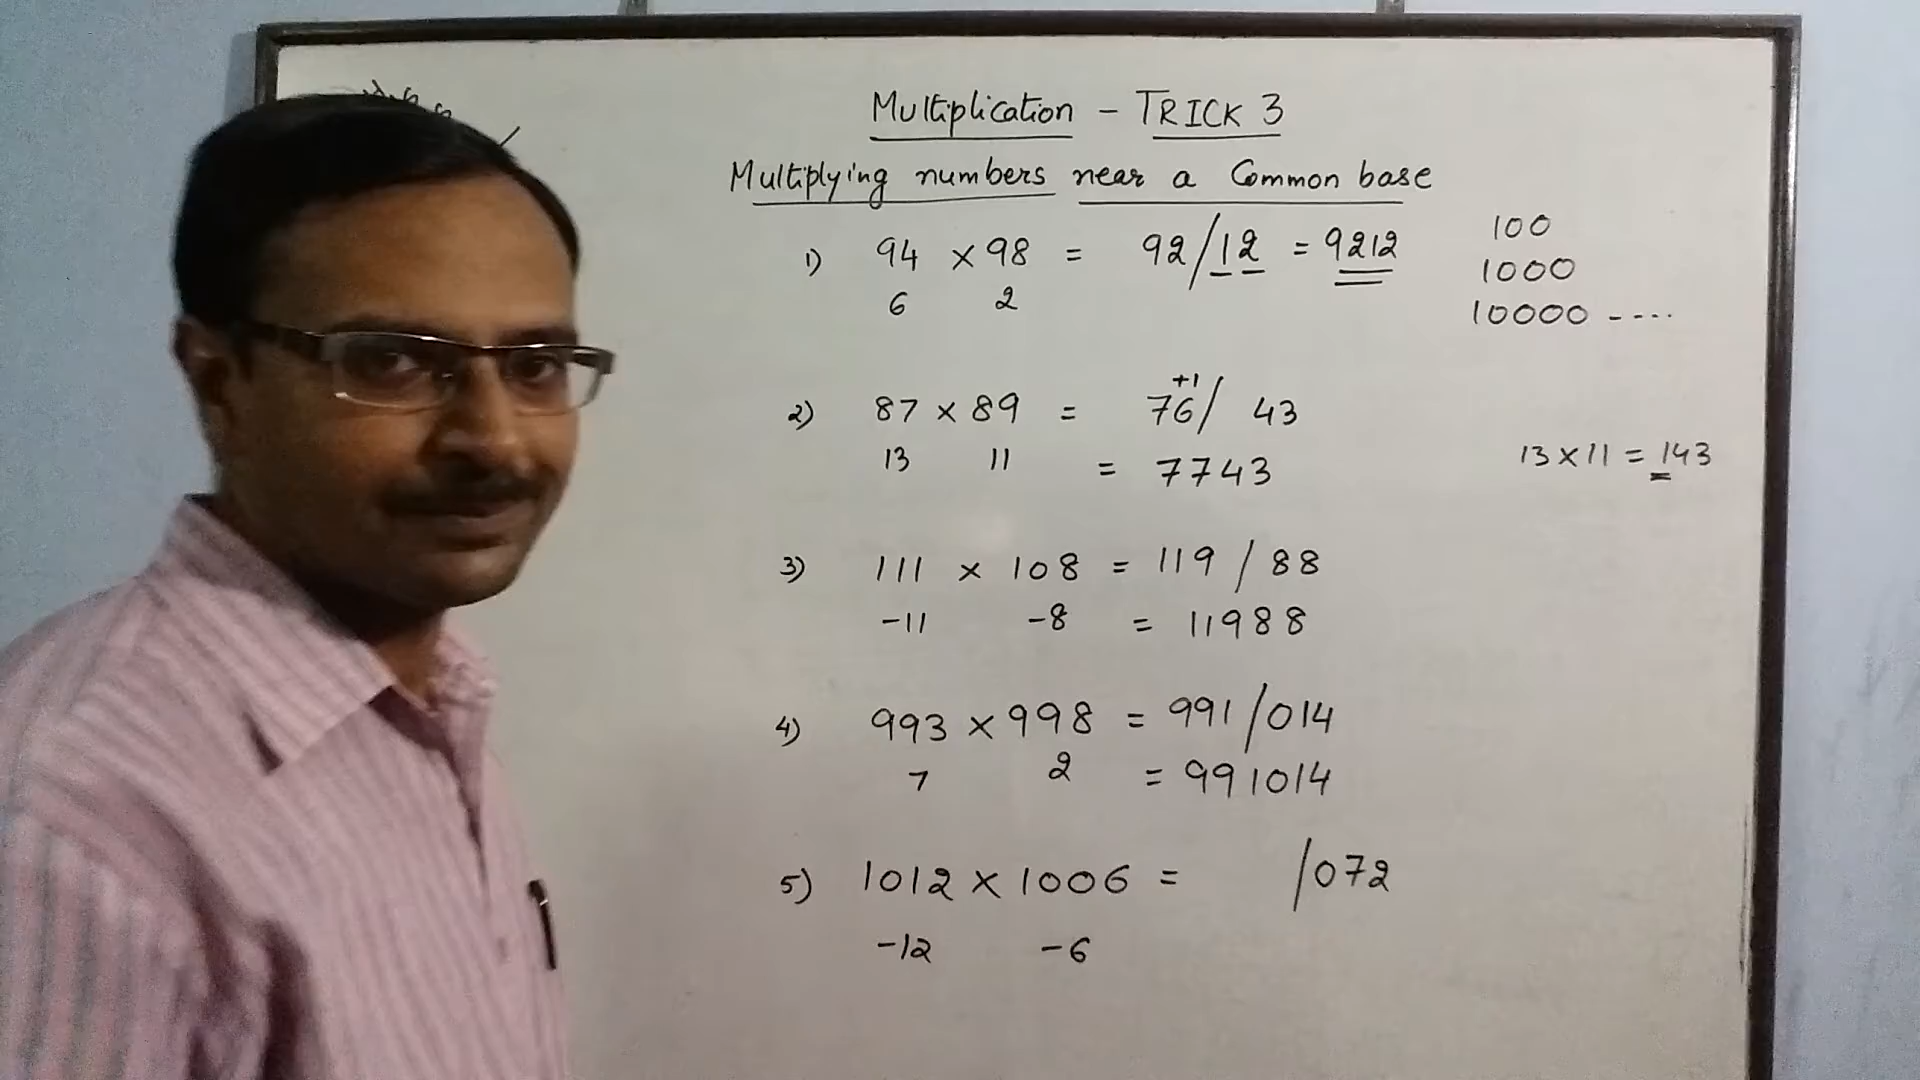 Multiplication - TRICK 3
Multiplying numbers near a Common base
1) 94 × 98 = 92/12 = 9212
6 2
100
1000
10000 ----
+1
2) 87 × 89 = 76/ 43
13 11 = 7743
13 × 11 = 143
3) 111 × 108 = 119 / 88
-11 -8 = 11988
4) 993 × 998 = 991/014
7 2 = 991014
5) 1012 × 1006 = /072
-12 -6